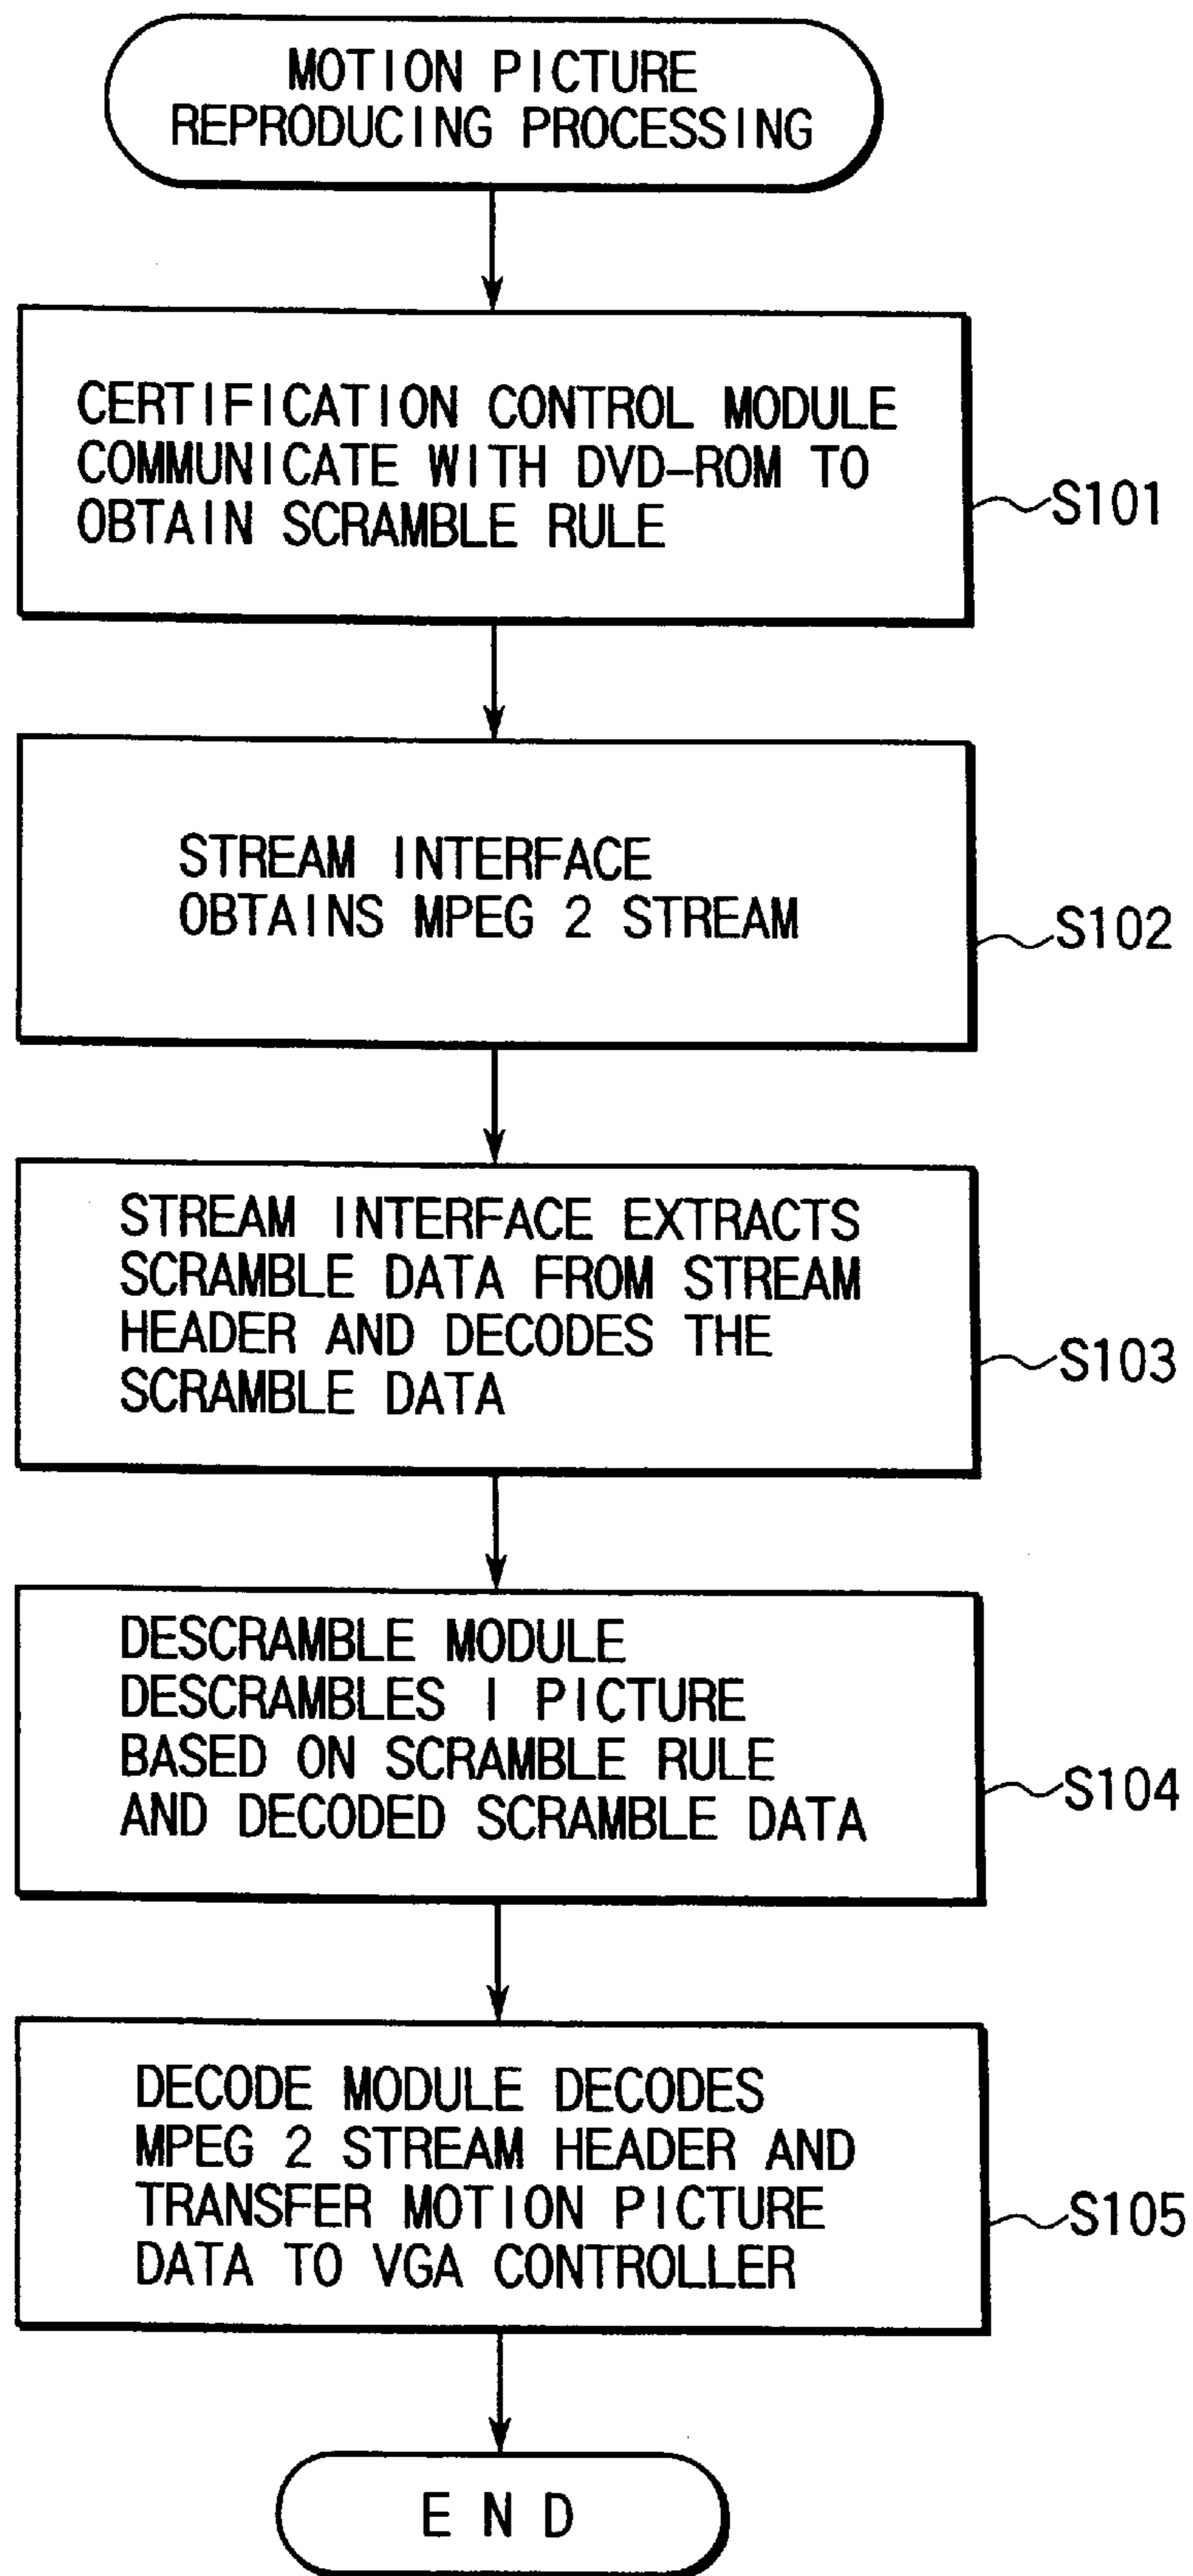 MOTION PICTURE
REPRODUCING PROCESSING
CERTIFICATION CONTROL MODULE
COMMUNICATE WITH DVD-ROM TO
OBTAIN SCRAMBLE RULE
S101
STREAM INTERFACE
OBTAINS MPEG 2 STREAM
S102
STREAM INTERFACE EXTRACTS
SCRAMBLE DATA FROM STREAM
HEADER AND DECODES THE
SCRAMBLE DATA
S103
DESCRAMBLE MODULE
DESCRAMBLES I PICTURE
BASED ON SCRAMBLE RULE
AND DECODED SCRAMBLE DATA
S104
DECODE MODULE DECODES
MPEG 2 STREAM HEADER AND
TRANSFER MOTION PICTURE
DATA TO VGA CONTROLLER
S105
END